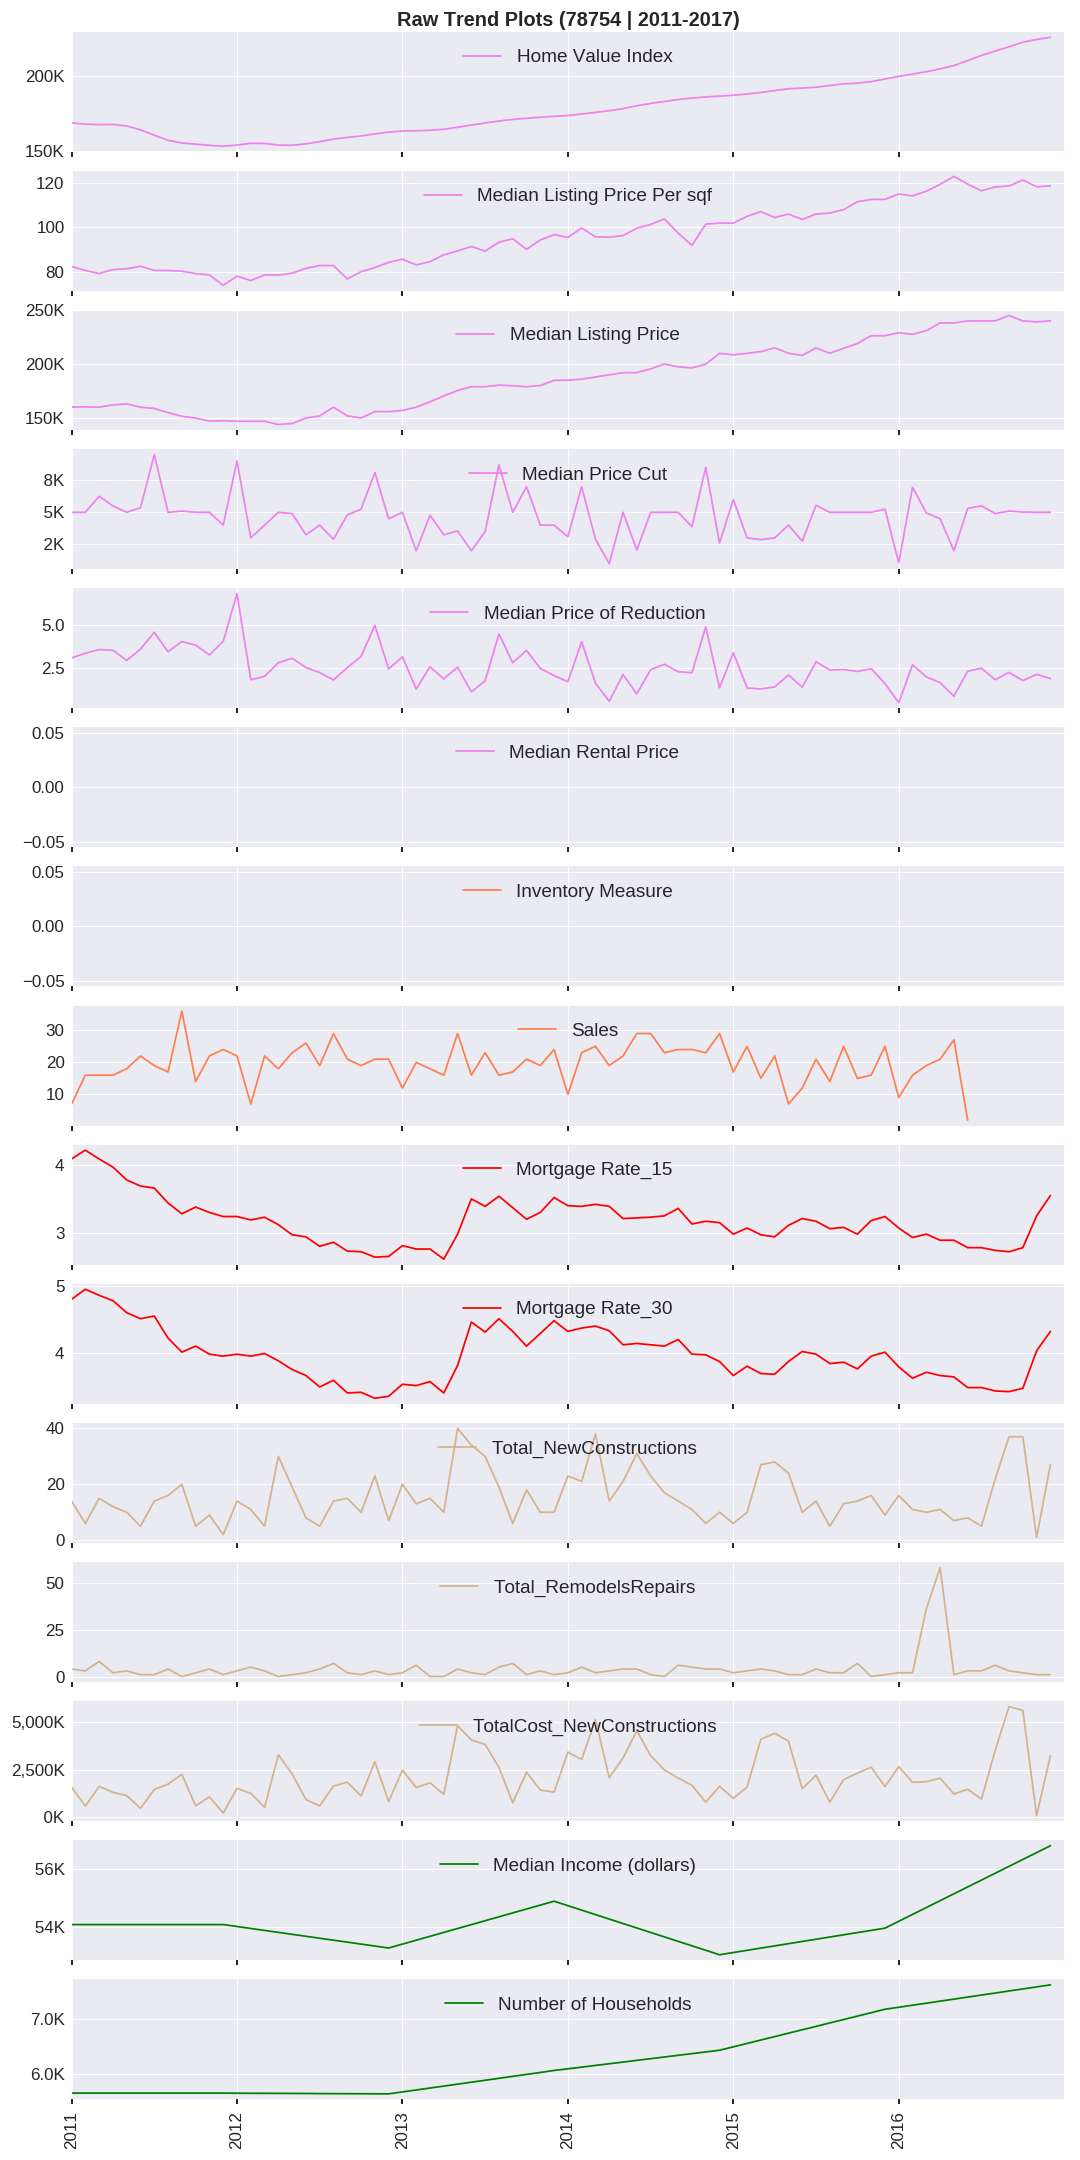 Raw Trend Plots (78754 | 2011-2017)
Home Value Index
200K
150K
Median Listing Price Per sqf
120
100
80
Median Listing Price
250K
200K
150K
Median Price Cut
8K
5K
2K
Median Price of Reduction
5.0
2.5
Median Rental Price
0.05
0.00
−0.05
Inventory Measure
0.05
0.00
−0.05
Sales
30
20
10
Mortgage Rate_15
4
3
Mortgage Rate_30
5
4
Total_NewConstructions
40
20
0
Total_RemodelsRepairs
50
25
0
TotalCost_NewConstructions
5,000K
2,500K
0K
Median Income (dollars)
56K
54K
Number of Households
7.0K
6.0K
2011
2012
2013
2014
2015
2016